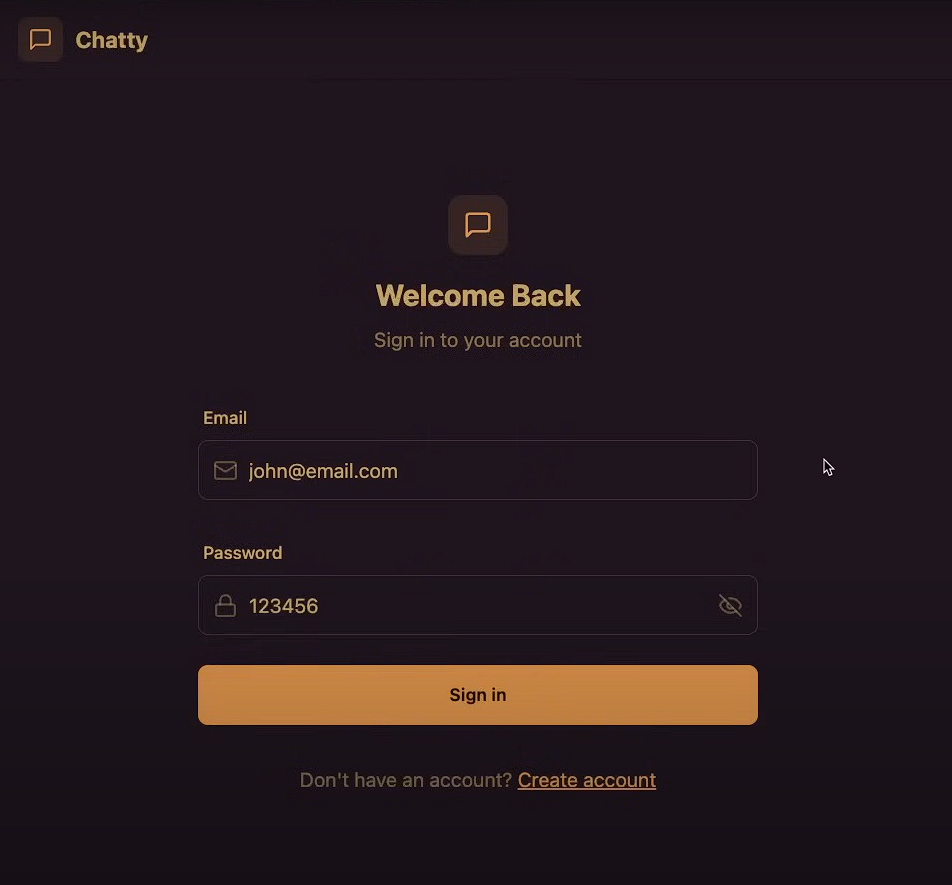 Chatty
Welcome Back
Sign in to your account
Email
john@email.com
Password
123456
Sign in
Don't have an account? Create account